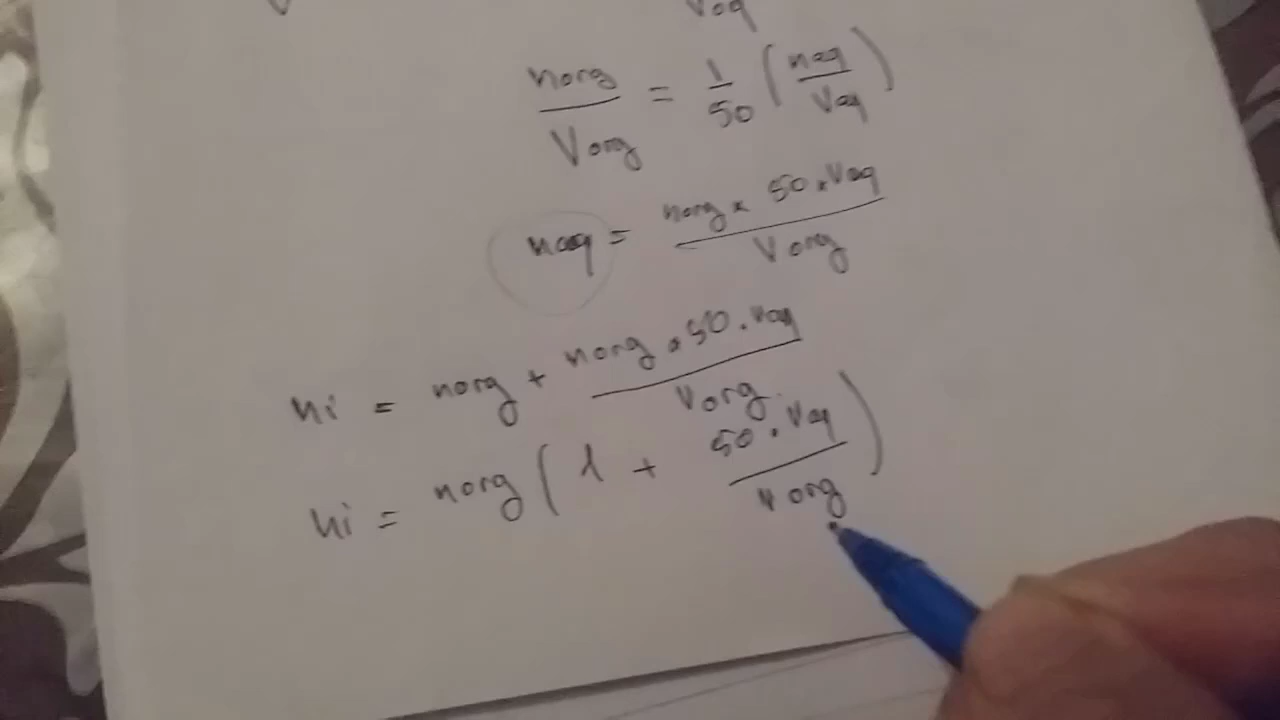 Vaq
norg / Vorg = 1/50 (naq / Vaq)
naq = norg x 50 . Vaq / Vorg
ni = norg + norg . 50 . Vaq / Vorg
ni = norg (1 + 50 . Vaq / Vorg)